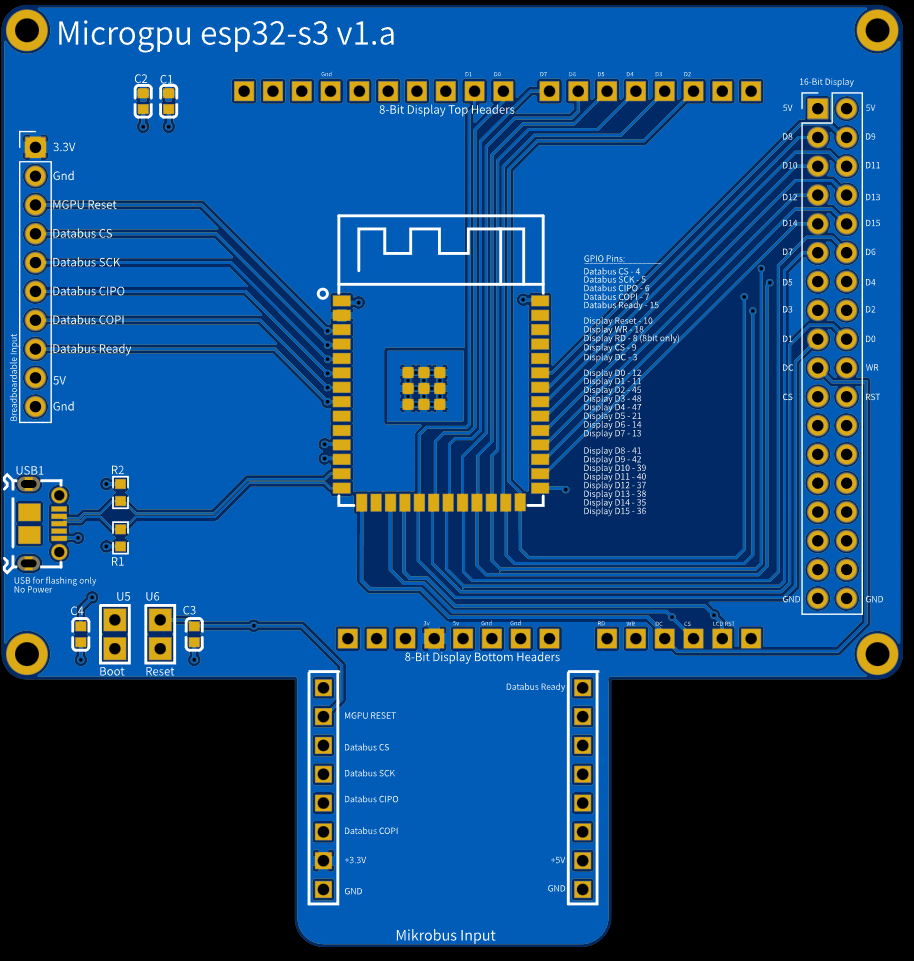 Microgpu esp32-s3 v1.a
C2 C1
Gnd D1 D0 D7 D6 D5 D4 D3 D2
8-Bit Display Top Headers
16-Bit Display
5V 5V
D8 D9
D10 D11
D12 D13
D14 D15
D7 D6
D5 D4
D3 D2
D1 D0
DC WR
CS RST
GND GND
3.3V
Gnd
MGPU Reset
Databus CS
Databus SCK
Databus CIPO
Databus COPI
Databus Ready
5V
Gnd
Breadboardable Input
GPIO Pins:
Databus CS - 4
Databus SCK - 5
Databus CIPO - 6
Databus COPI - 7
Databus Ready - 15
Display Reset - 10
Display WR - 18
Display RD - 8 (8bit only)
Display CS - 9
Display DC - 3
Display D0 - 12
Display D1 - 11
Display D2 - 45
Display D3 - 48
Display D4 - 47
Display D5 - 21
Display D6 - 14
Display D7 - 13
Display D8 - 41
Display D9 - 42
Display D10 - 39
Display D11 - 40
Display D12 - 37
Display D13 - 38
Display D14 - 35
Display D15 - 36
USB1
R2
R1
USB for flashing only
No Power
C4 U5 U6 C3
Boot Reset
3v 5v Gnd Gnd RD WR DC CS LCD RST
8-Bit Display Bottom Headers
Databus Ready
MGPU RESET
Databus CS
Databus SCK
Databus CIPO
Databus COPI
+3.3V +5V
GND GND
Mikrobus Input